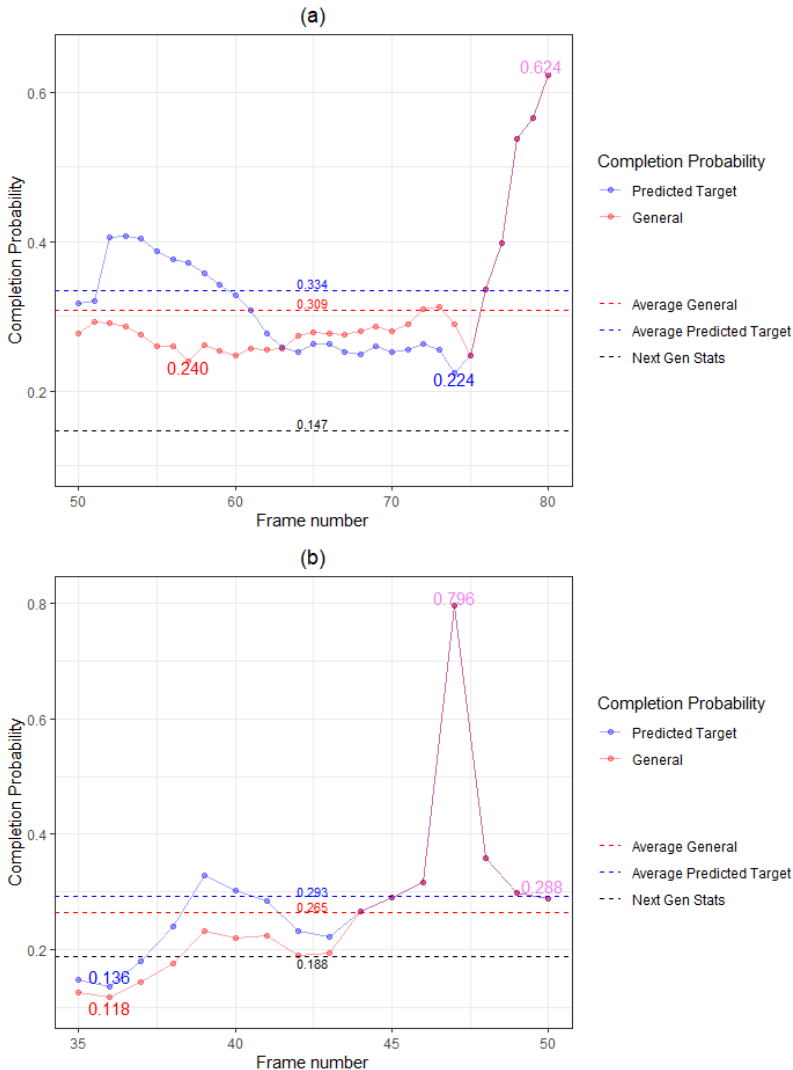 (a)
0.624
0.6
0.4
0.2
Completion Probability
0.334
0.309
0.240
0.224
0.147
50
60
70
80
Frame number
Completion Probability
Predicted Target
General
Average General
Average Predicted Target
Next Gen Stats
(b)
0.796
0.8
0.6
0.4
0.2
Completion Probability
0.293
0.288
0.265
0.188
0.136
0.118
35
40
45
50
Frame number
Completion Probability
Predicted Target
General
Average General
Average Predicted Target
Next Gen Stats